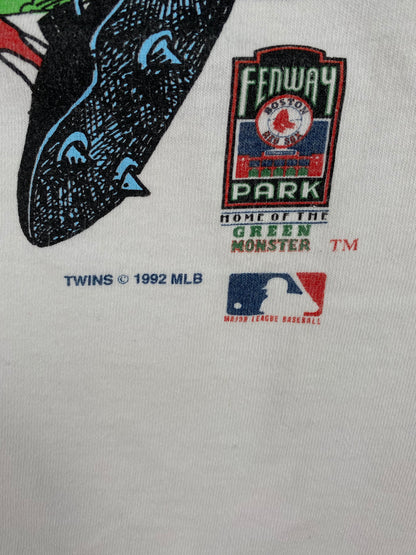 FENWAY
BOSTON
RED SOX
PARK
HOME OF THE
GREEN
MONSTER TM
TWINS © 1992 MLB
MAJOR LEAGUE BASEBALL